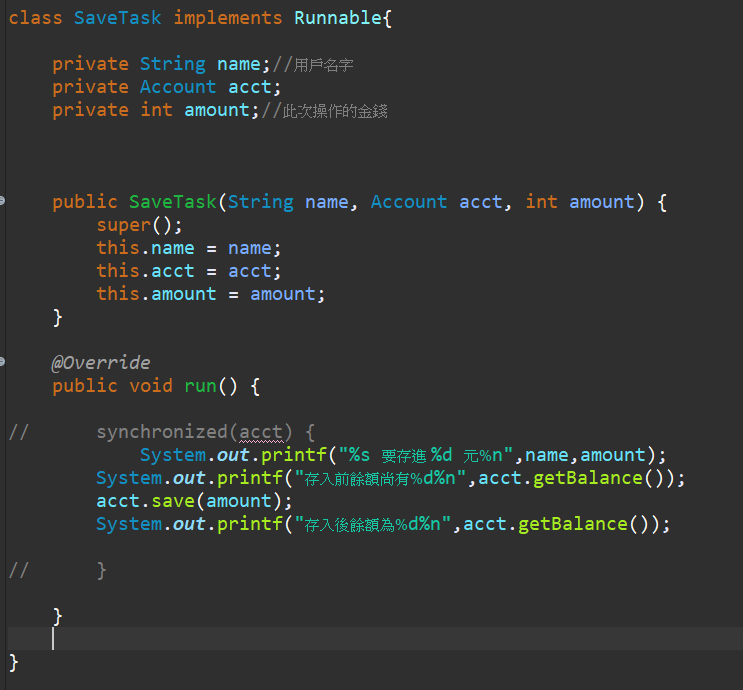 class SaveTask implements Runnable{
private String name;//用戶名字
private Account acct;
private int amount;//此次操作的金錢
public SaveTask(String name, Account acct, int amount) {
super();
this.name = name;
this.acct = acct;
this.amount = amount;
}
@Override
public void run() {
// synchronized(acct) {
System.out.printf("%s 要存進%d 元%n",name,amount);
System.out.printf("存入前餘額尚有%d%n",acct.getBalance());
acct.save(amount);
System.out.printf("存入後餘額為%d%n",acct.getBalance());
// }
}
}